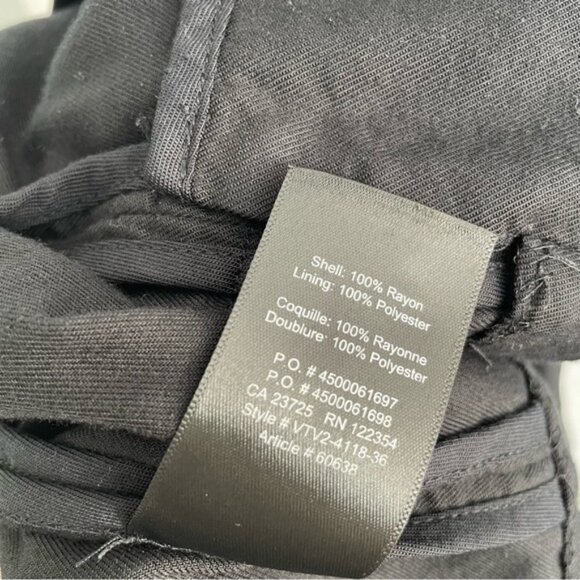 Shell: 100% Rayon
Lining: 100% Polyester
Coquille: 100% Rayonne
Doublure: 100% Polyester
P.O. # 4500061697
P.O. # 4500061698
CA 23725 RN 122354
Style # VTV2-4118-36
Article # 60638